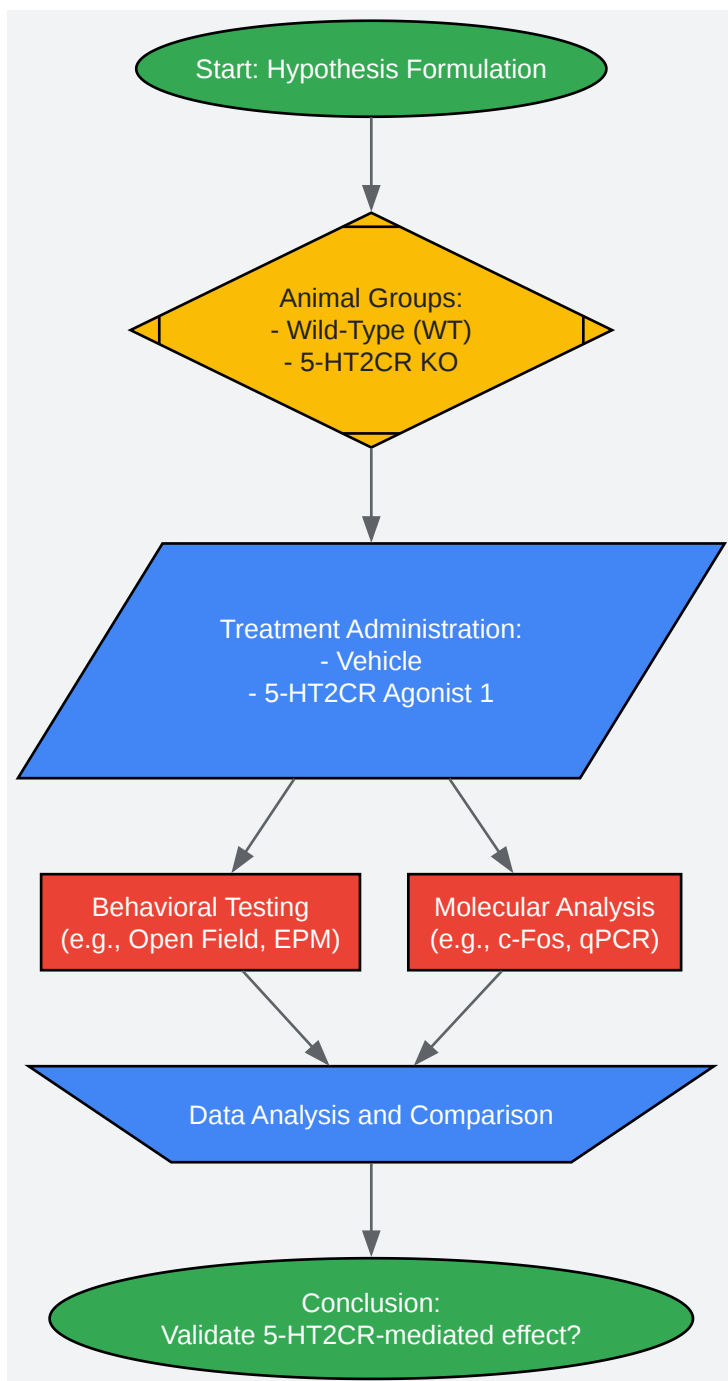 Start: Hypothesis Formulation
Animal Groups:
- Wild-Type (WT)
- 5-HT2CR KO
Treatment Administration:
- Vehicle
- 5-HT2CR Agonist 1
Behavioral Testing
(e.g., Open Field, EPM)
Molecular Analysis
(e.g., c-Fos, qPCR)
Data Analysis and Comparison
Conclusion:
Validate 5-HT2CR-mediated effect?